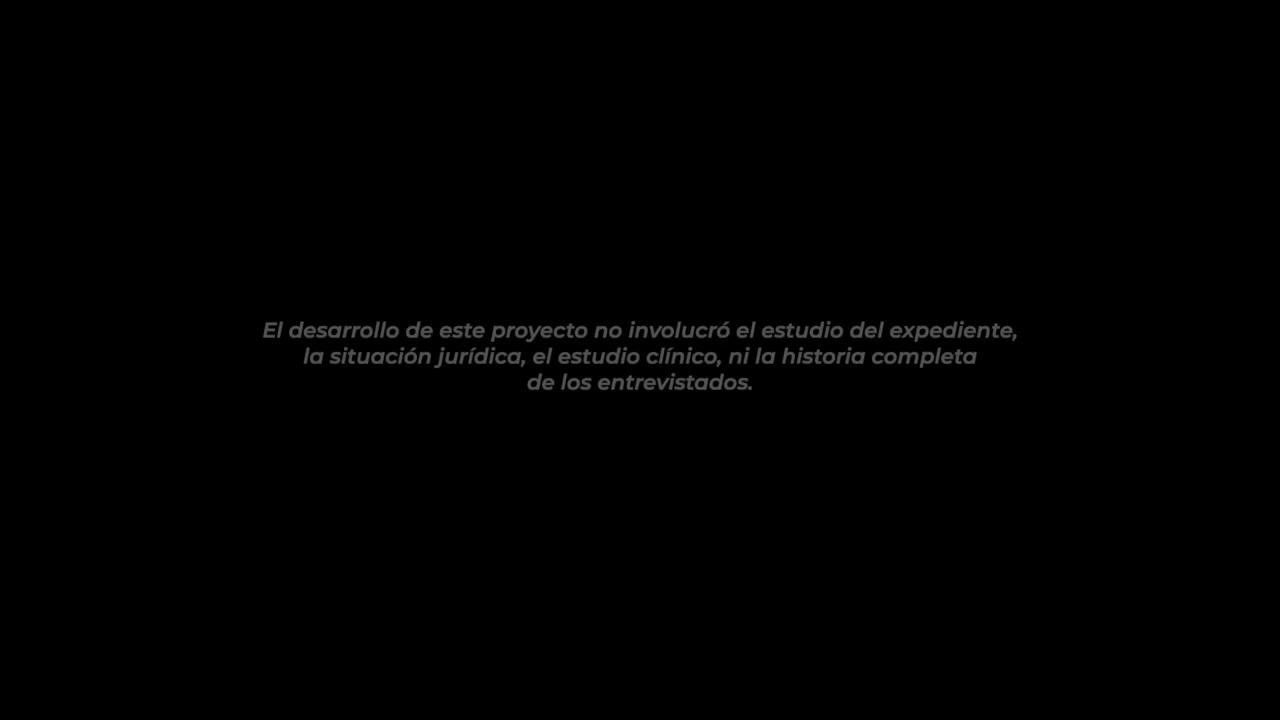 El desarrollo de este proyecto no involucró el estudio del expediente,
la situación jurídica, el estudio clínico, ni la historia completa
de los entrevistados.